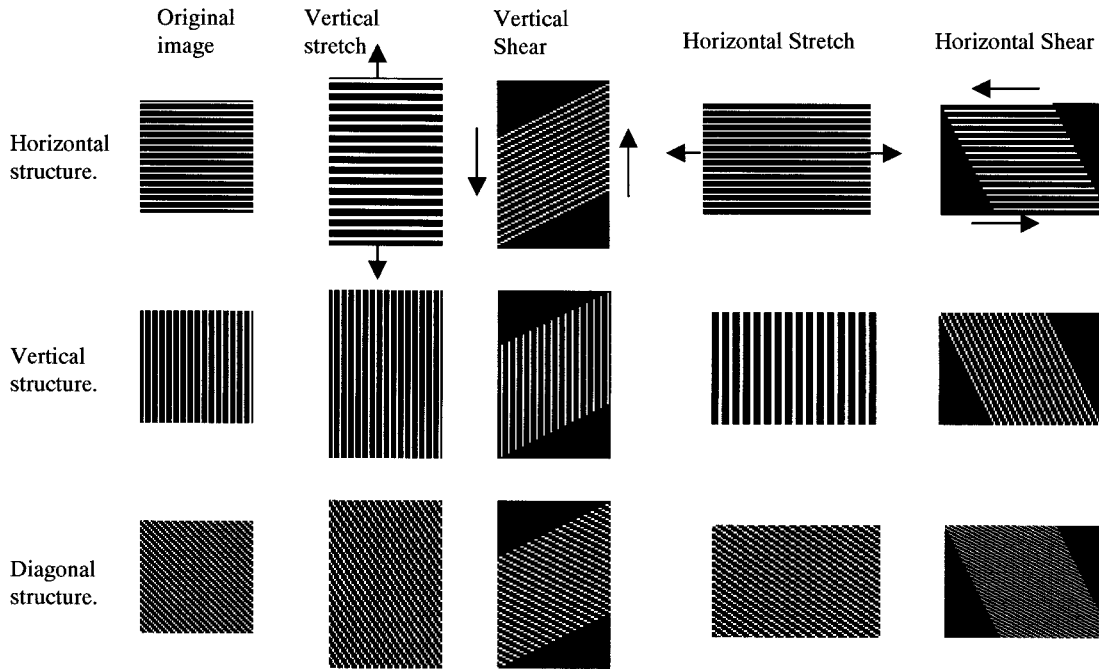 Original
image
Vertical
stretch
Vertical
Shear
Horizontal Stretch
Horizontal Shear
Horizontal
structure.
Vertical
structure.
Diagonal
structure.